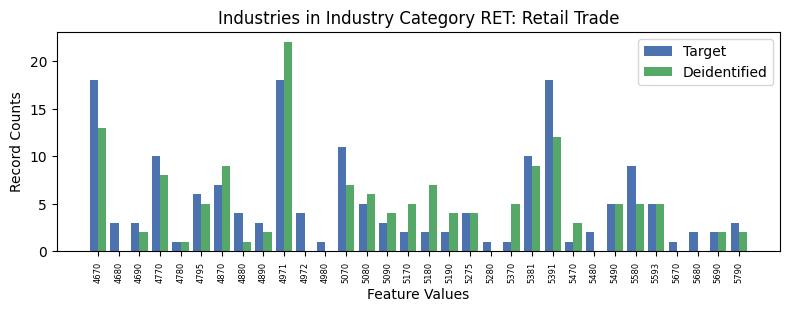 Industries in Industry Category RET: Retail Trade
Target
Deidentified
Record Counts
20
15
10
5
0
4670 4680 4690 4770 4780 4795 4870 4880 4890 4971 4972 4980 5070 5080 5090 5170 5180 5190 5275 5280 5370 5381 5391 5470 5480 5490 5580 5593 5670 5680 5690 5790
Feature Values